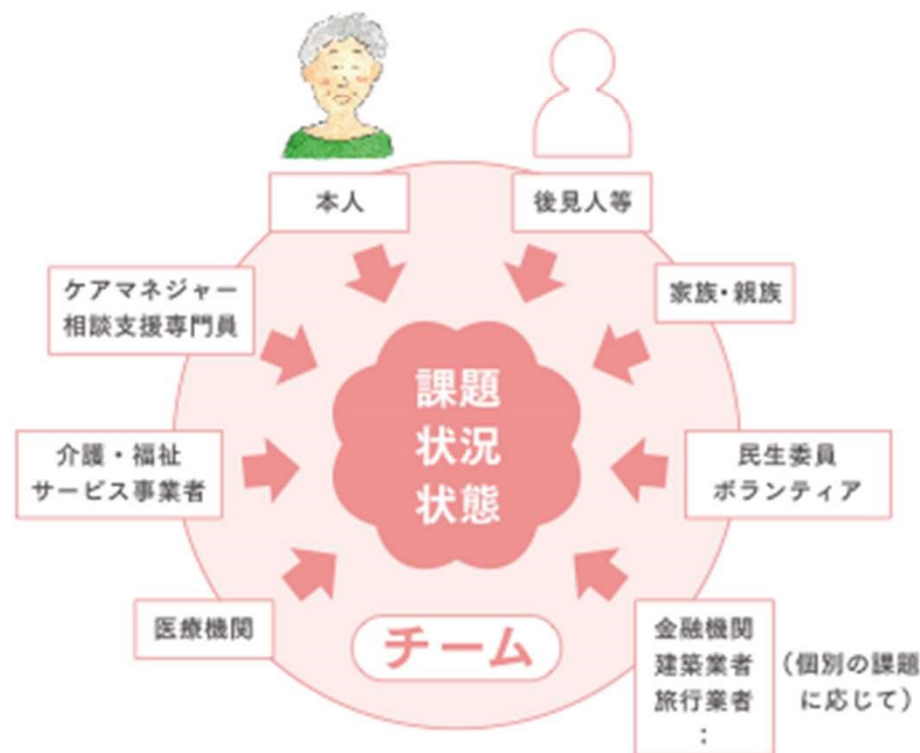 本人
後見人等
ケアマネジャー
相談支援専門員
家族・親族
課題
状況
状態
介護・福祉
サービス事業者
民生委員
ボランティア
医療機関
チーム
金融機関
建築業者
旅行業者
：
（個別の課題
に応じて）